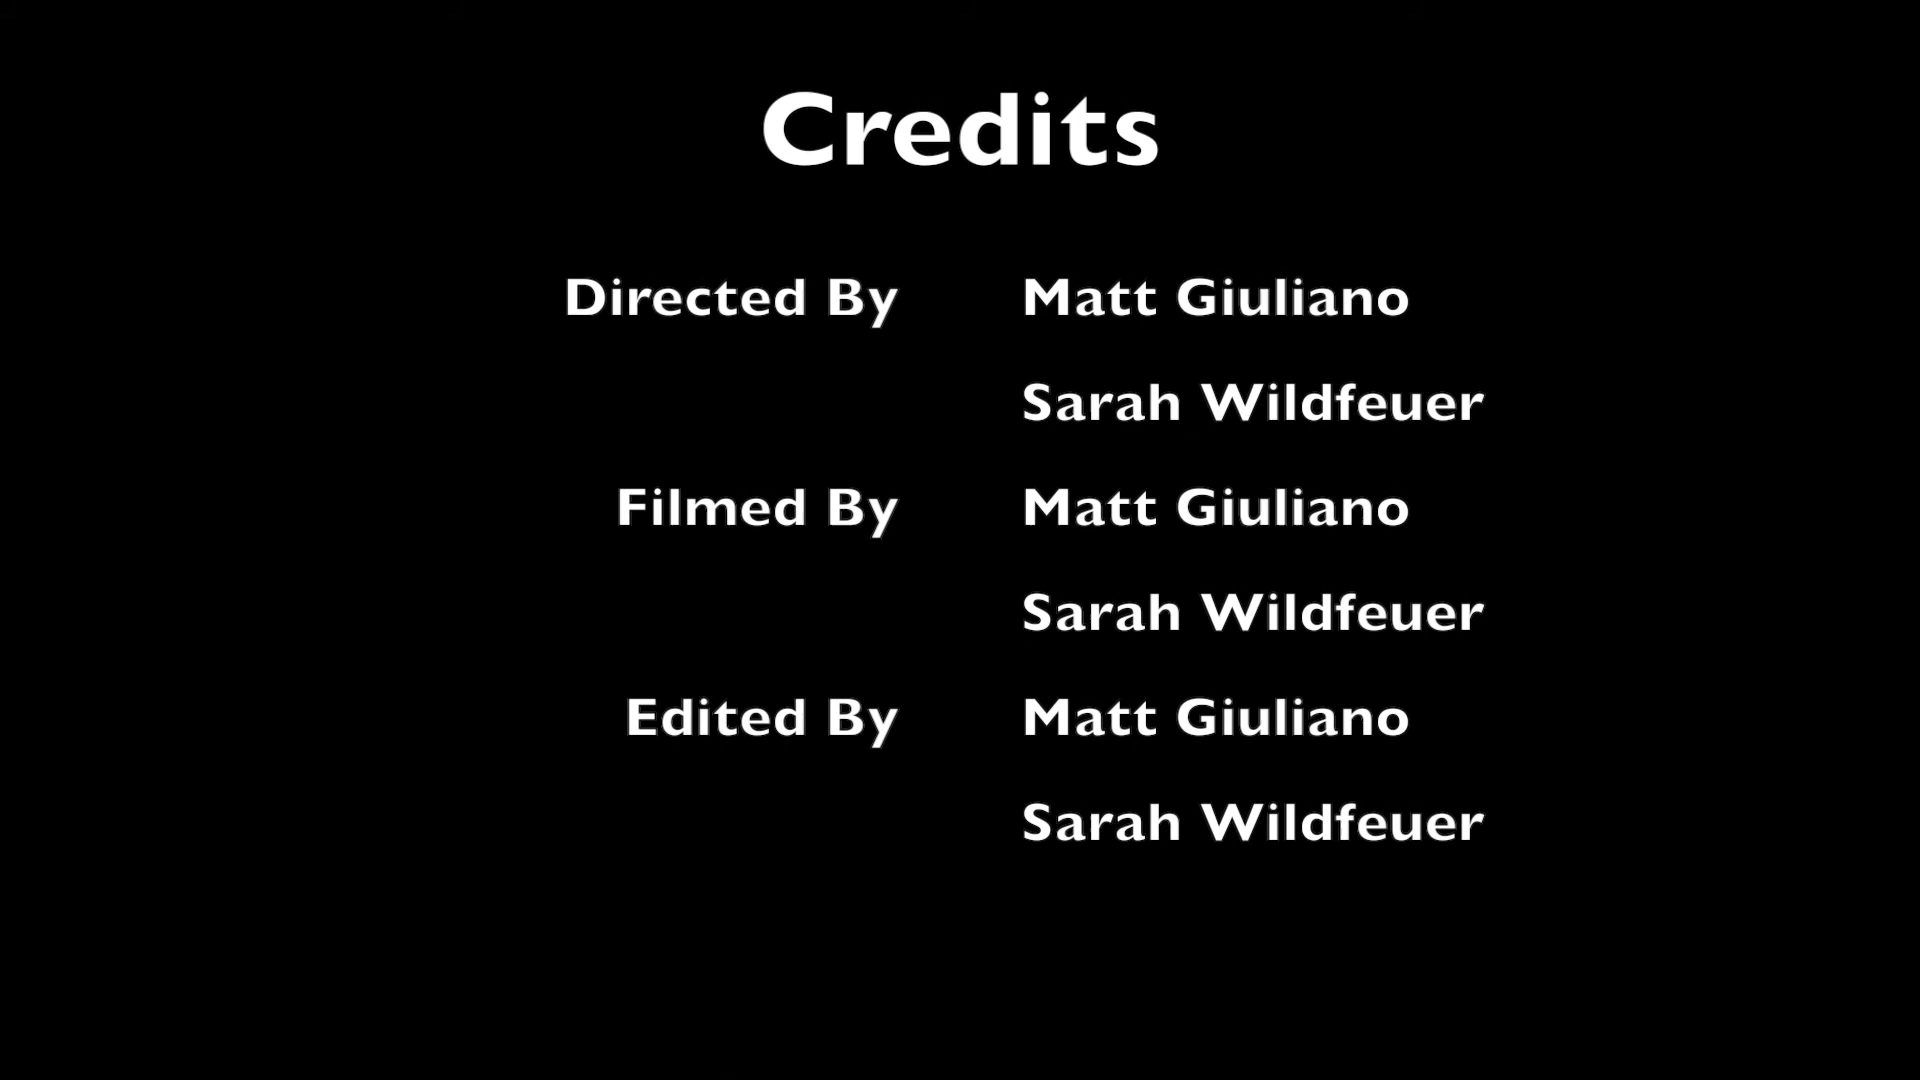 Credits
Directed By Matt Giuliano
Sarah Wildfeuer
Filmed By Matt Giuliano
Sarah Wildfeuer
Edited By Matt Giuliano
Sarah Wildfeuer